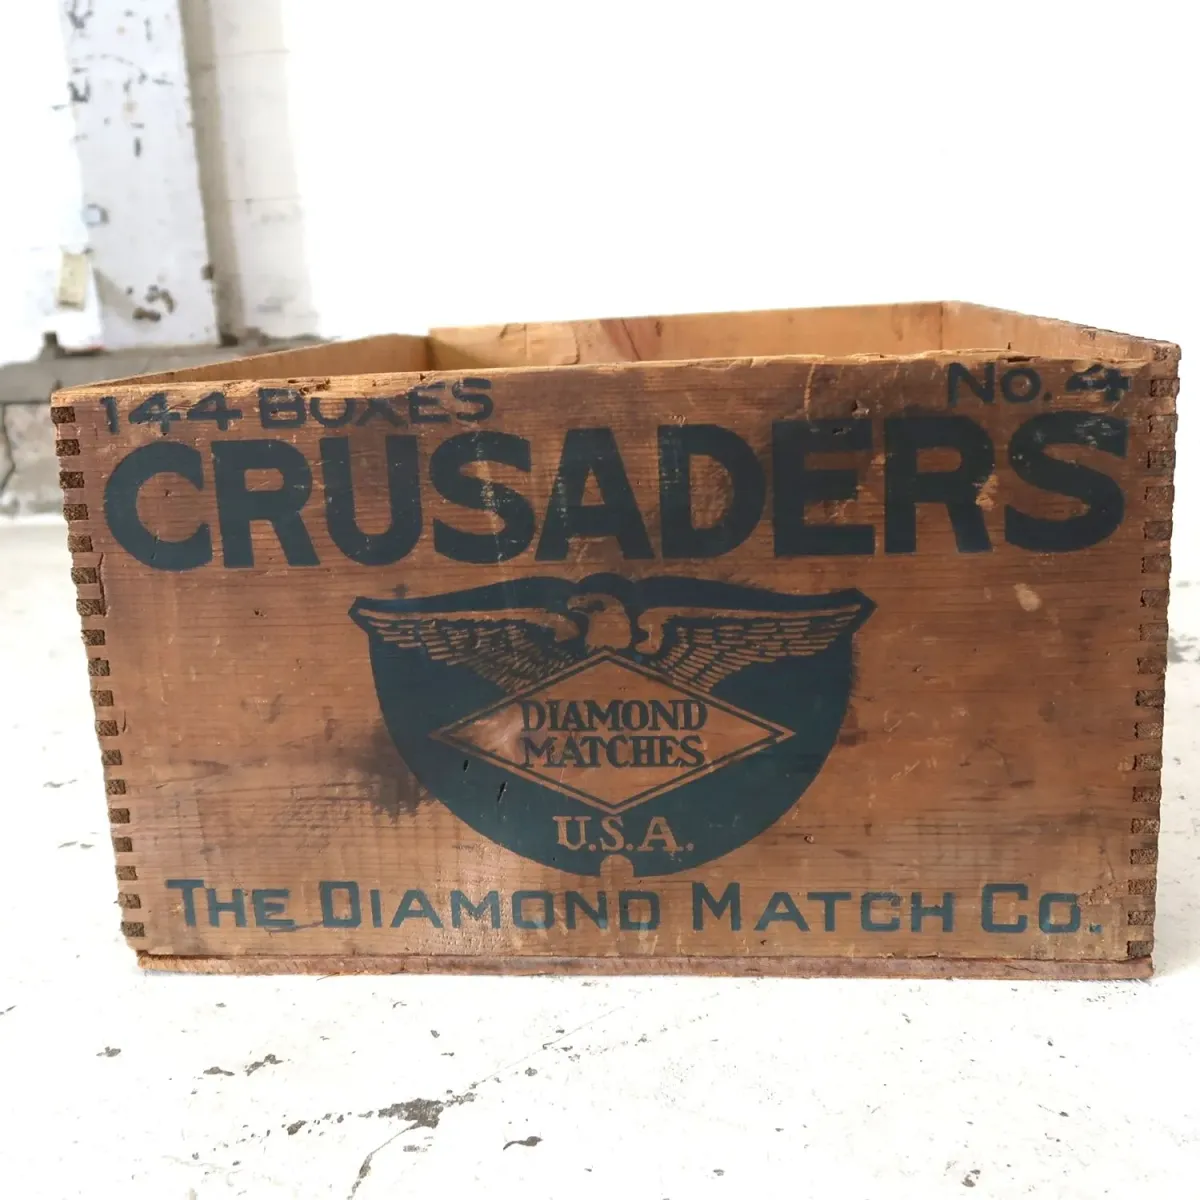 144 BOXES No. 4
CRUSADERS
DIAMOND
MATCHES
U.S.A.
THE DIAMOND MATCH CO.